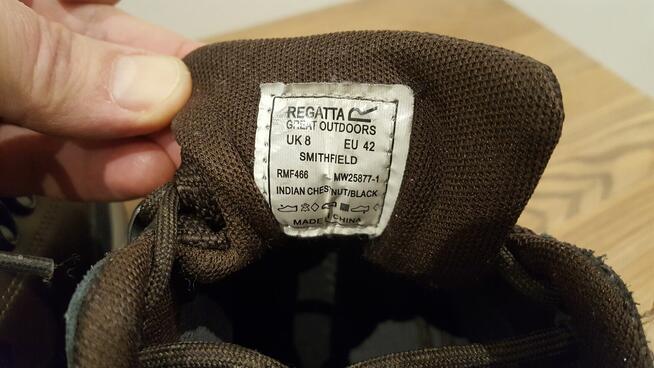 REGATTA
GREAT OUTDOORS
UK 8 EU 42
SMITHFIELD
RMF466 MW25877-1
INDIAN CHESTNUT/BLACK
MADE IN CHINA